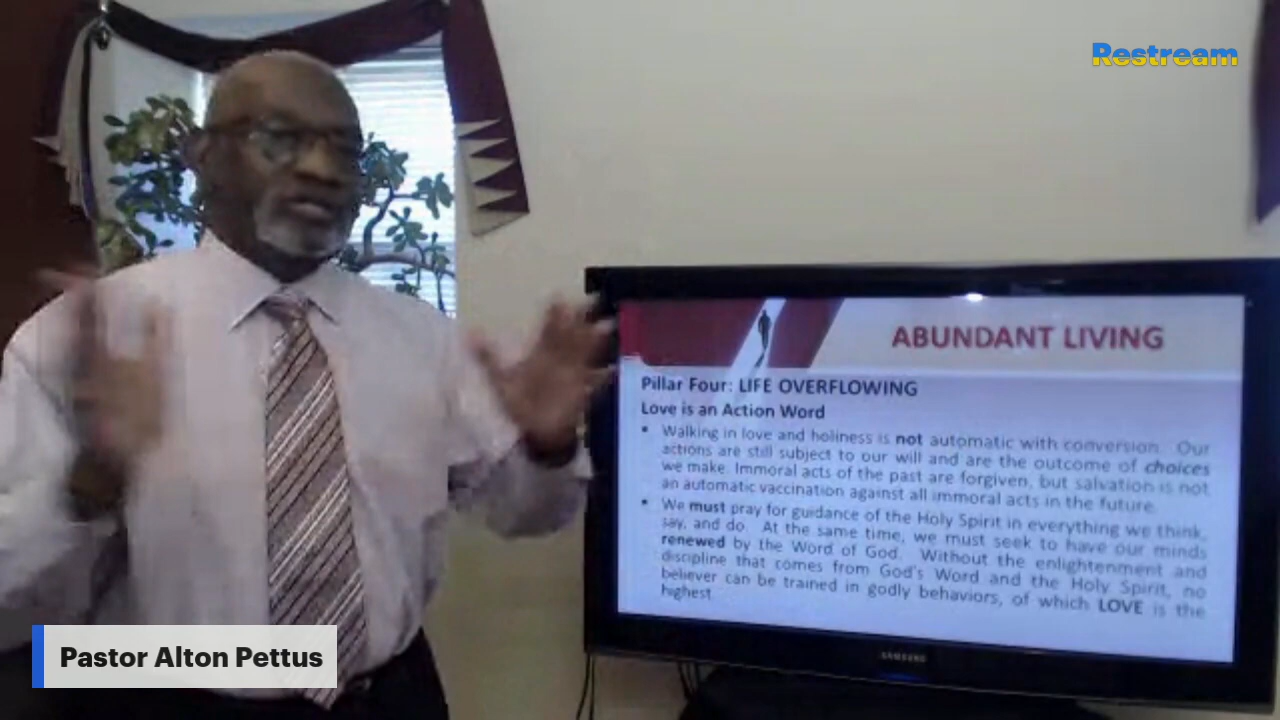 Restream
ABUNDANT LIVING
Pillar Four: LIFE OVERFLOWING
Love is an Action Word
• Walking in love and holiness is not automatic with conversion. Our
actions are still subject to our will and are the outcome of choices
we make. Immoral acts of the past are forgiven, but salvation is not
an automatic vaccination against all immoral acts in the future.
• We must pray for guidance of the Holy Spirit in everything we think,
say, and do. At the same time, we must seek to have our minds
renewed by the Word of God. Without the enlightenment and
discipline that comes from God's Word and the Holy Spirit, no
believer can be trained in godly behaviors, of which LOVE is the
highest
SAMSUNG
Pastor Alton Pettus